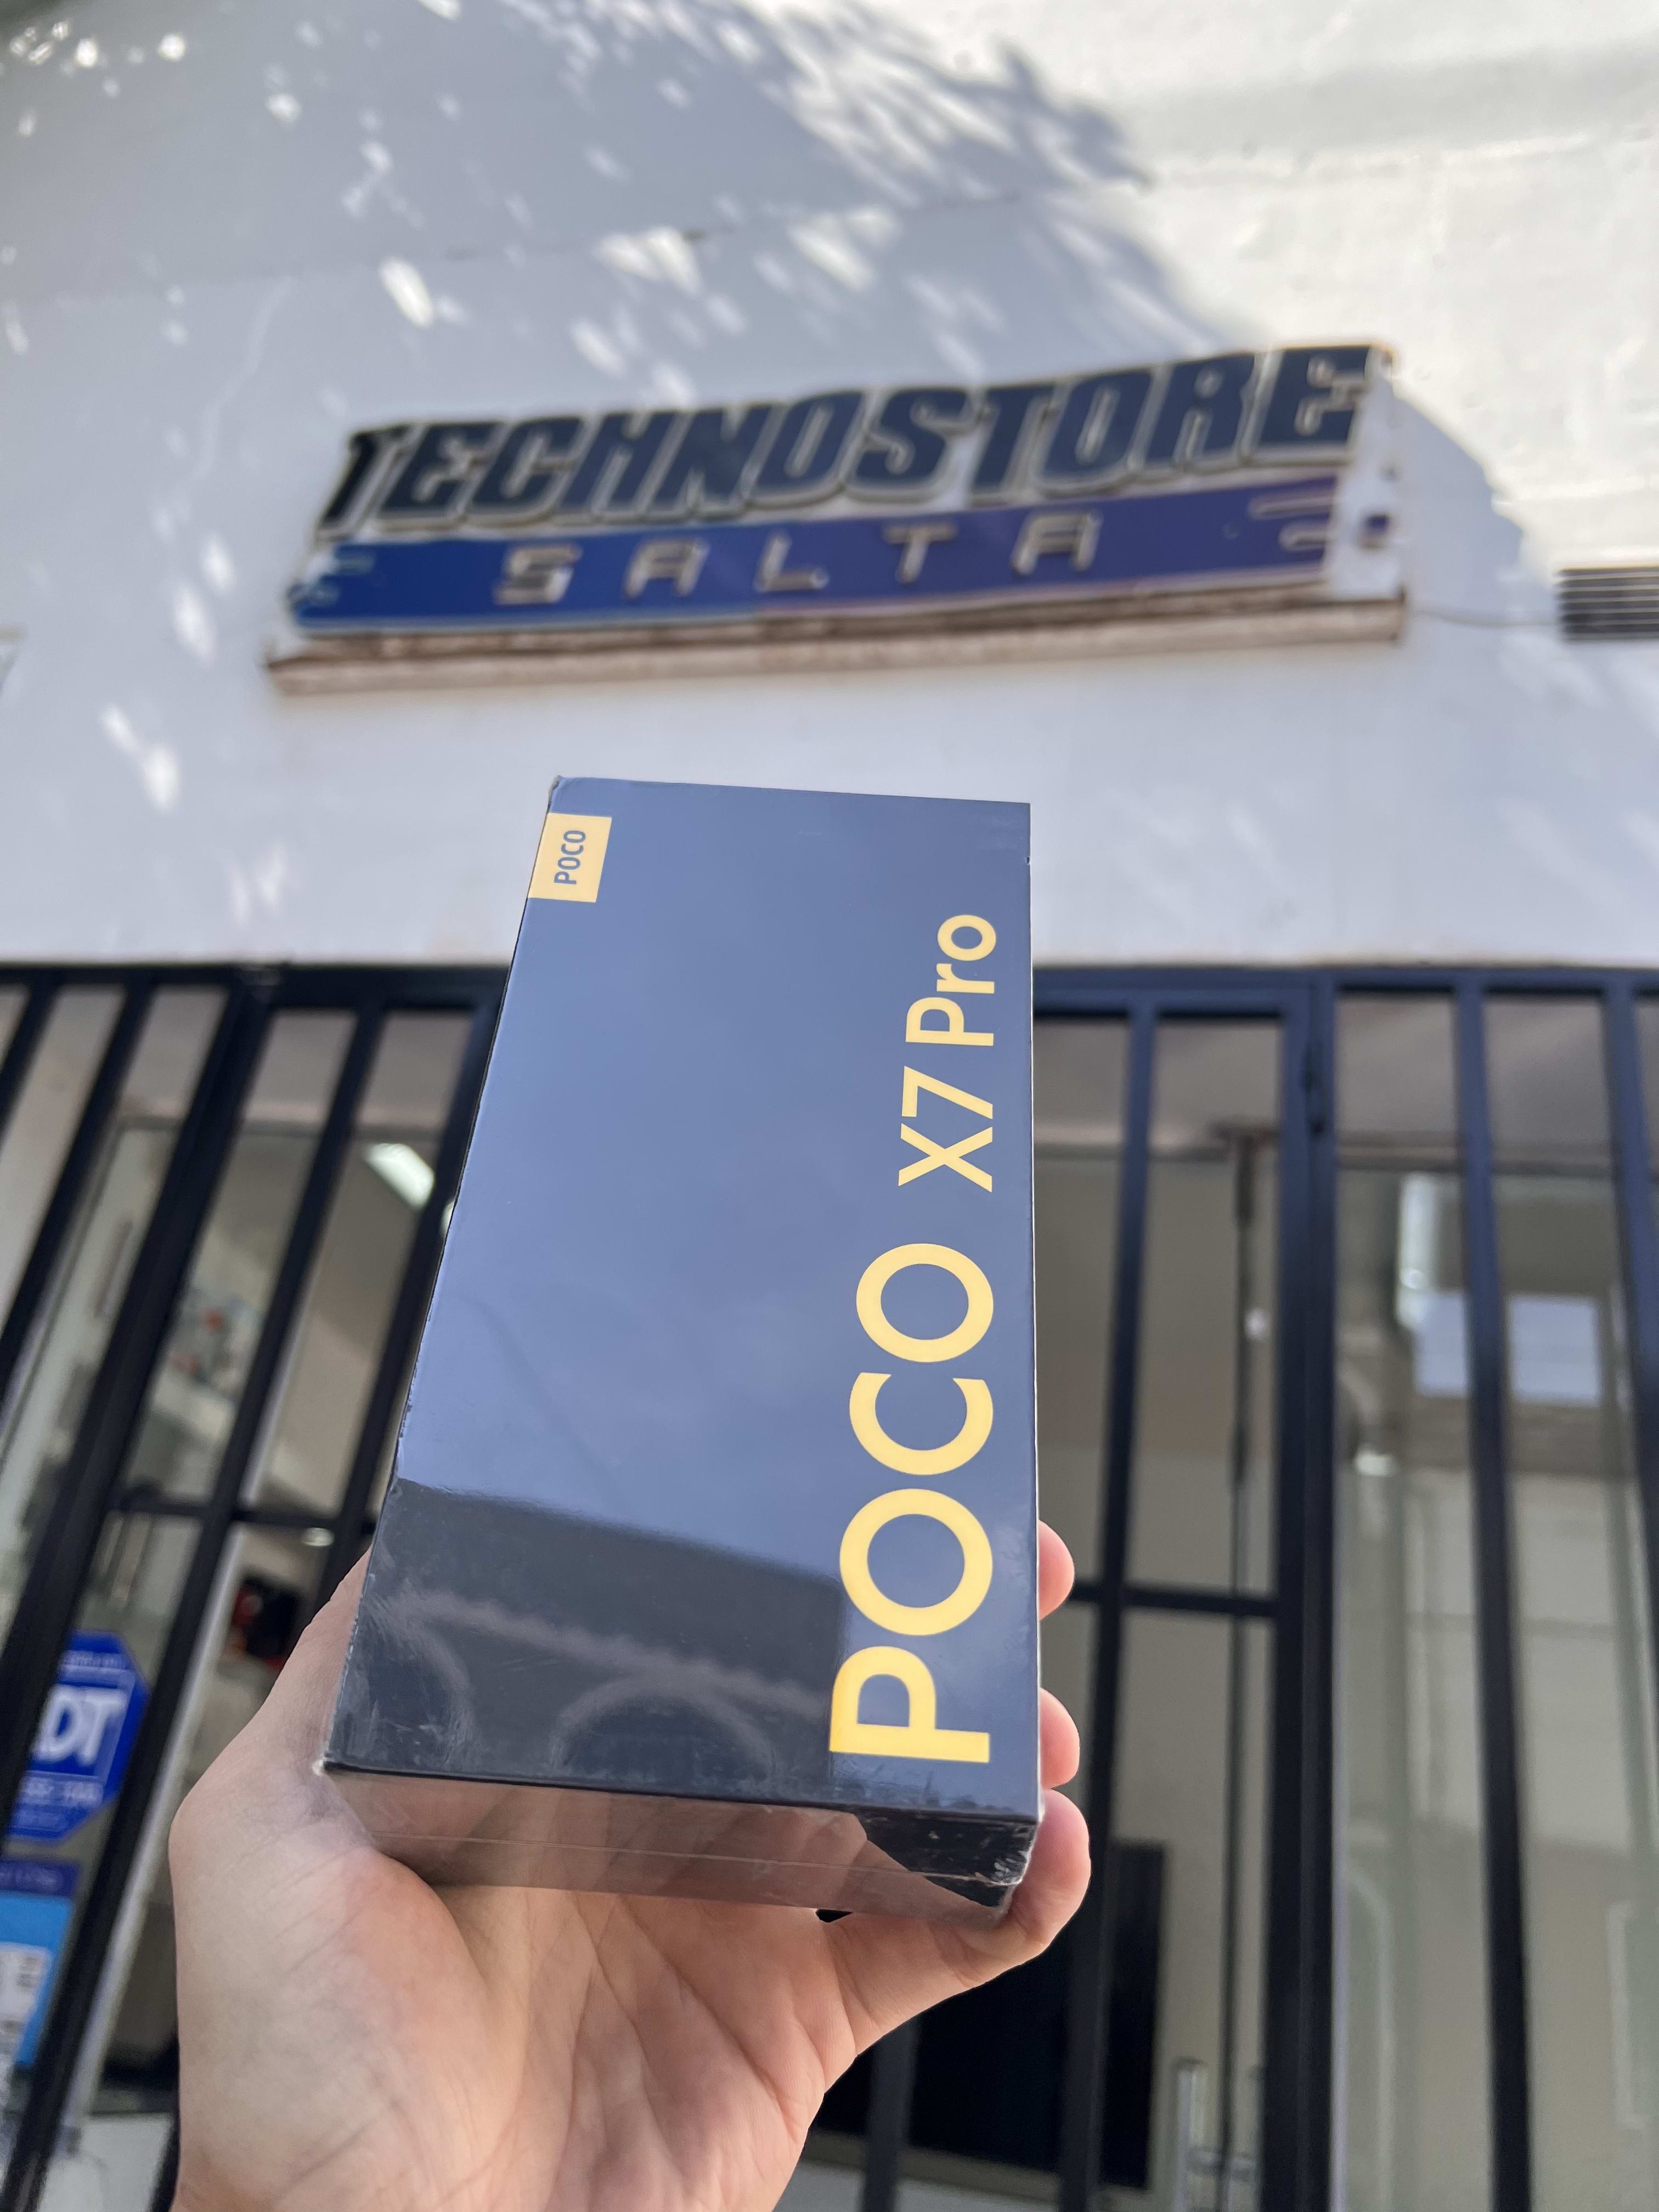 TECHNOSTORE
SALTA
POCO
POCO X7 Pro